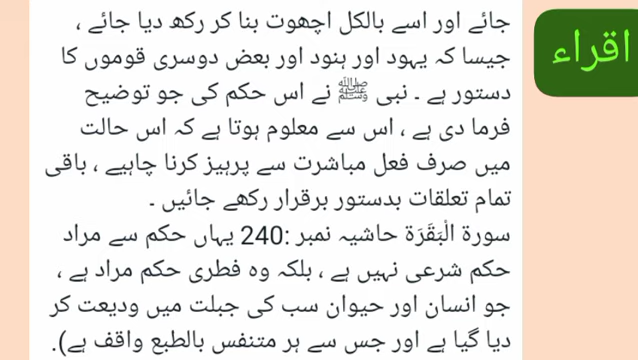 جائے اور اسے بالکل اچھوت بنا کر رکھ دیا جائے ،
جیسا کہ یہود اور ہنود اور بعض دوسری قوموں کا
دستور ہے ۔ نبی ﷺ نے اس حکم کی جو توضیح
فرما دی ہے ، اس سے معلوم ہوتا ہے کہ اس حالت
میں صرف فعل مباشرت سے پرہیز کرنا چاہیے ، باقی
تمام تعلقات بدستور برقرار رکھے جائیں ۔
سورة الْبَقَرَة حاشیہ نمبر :240 یہاں حکم سے مراد
حکم شرعی نہیں ہے ، بلکہ وہ فطری حکم مراد ہے ،
جو انسان اور حیوان سب کی جبلت میں ودیعت کر
دیا گیا ہے اور جس سے ہر متنفس بالطبع واقف ہے).
اقراء